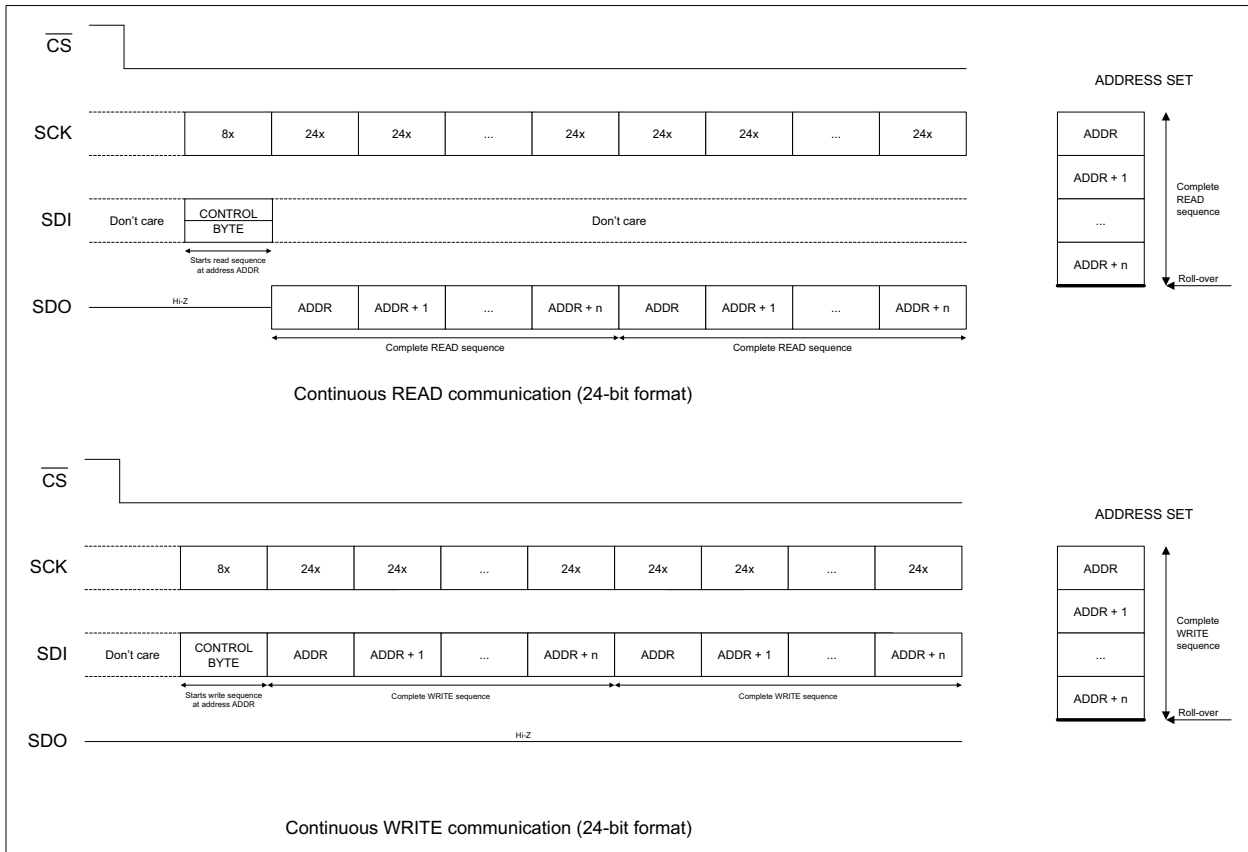 CS
ADDRESS SET
SCK
8x 24x 24x ... 24x 24x 24x ... 24x
ADDR
ADDR + 1
...
ADDR + n
Complete
READ
sequence
Roll-over
SDI
Don't care
CONTROL
BYTE
Don't care
Starts read sequence
at address ADDR
SDO
Hi-Z
ADDR ADDR + 1 ... ADDR + n ADDR ADDR + 1 ... ADDR + n
Complete READ sequence
Complete READ sequence
Continuous READ communication (24-bit format)
CS
ADDRESS SET
SCK
8x 24x 24x ... 24x 24x 24x ... 24x
ADDR
ADDR + 1
...
ADDR + n
Complete
WRITE
sequence
Roll-over
SDI
Don't care
CONTROL
BYTE
ADDR ADDR + 1 ... ADDR + n ADDR ADDR + 1 ... ADDR + n
Starts write sequence
at address ADDR
Complete WRITE sequence
Complete WRITE sequence
SDO
Hi-Z
Continuous WRITE communication (24-bit format)